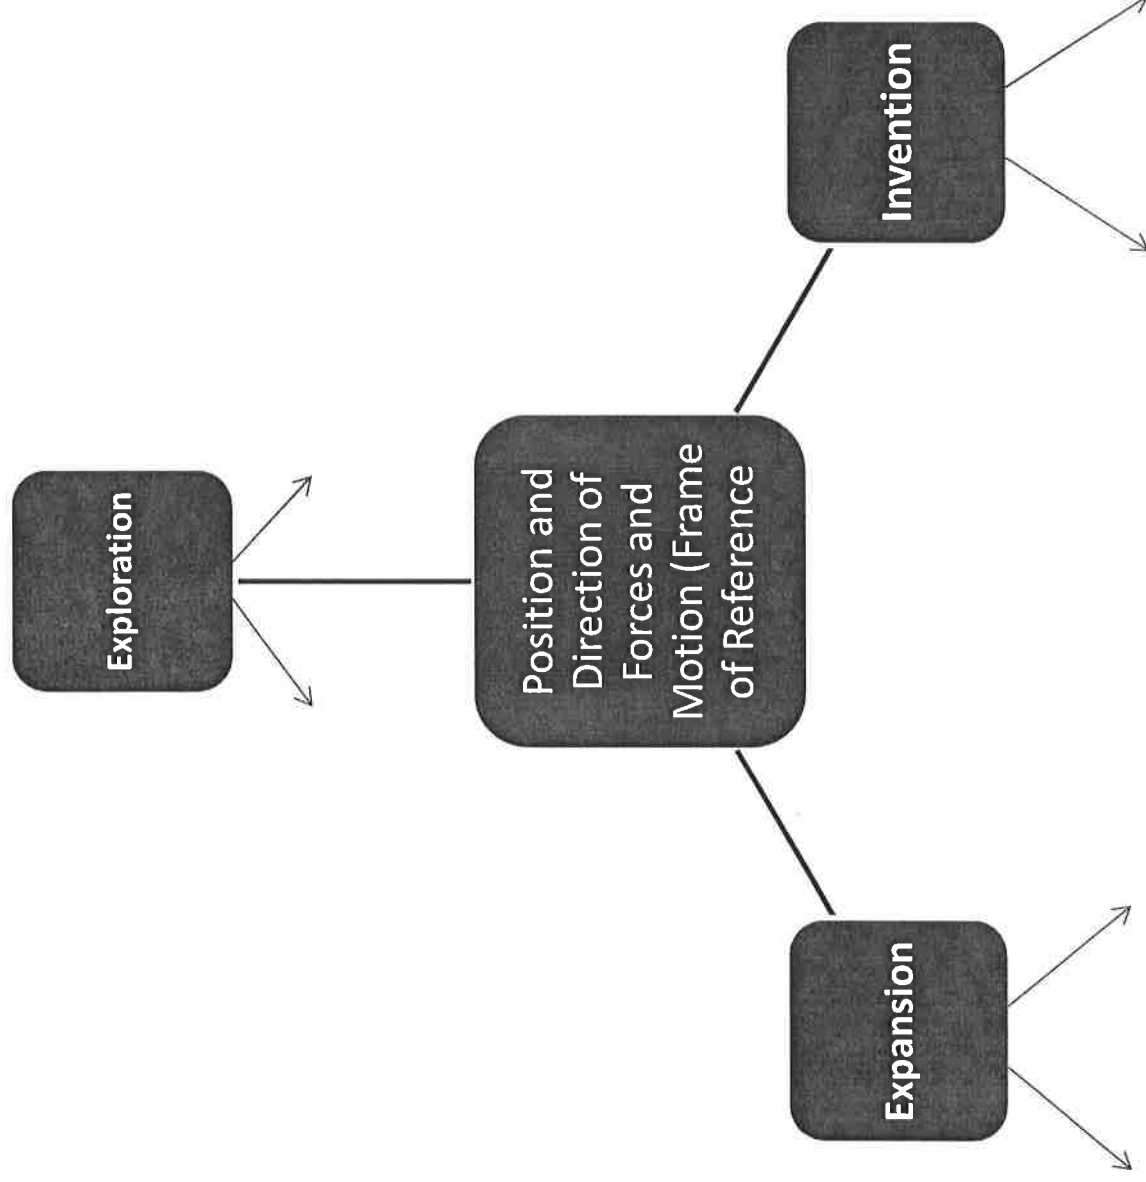 Exploration
Position and
Direction of
Forces and
Motion (Frame
of Reference
Invention
Expansion